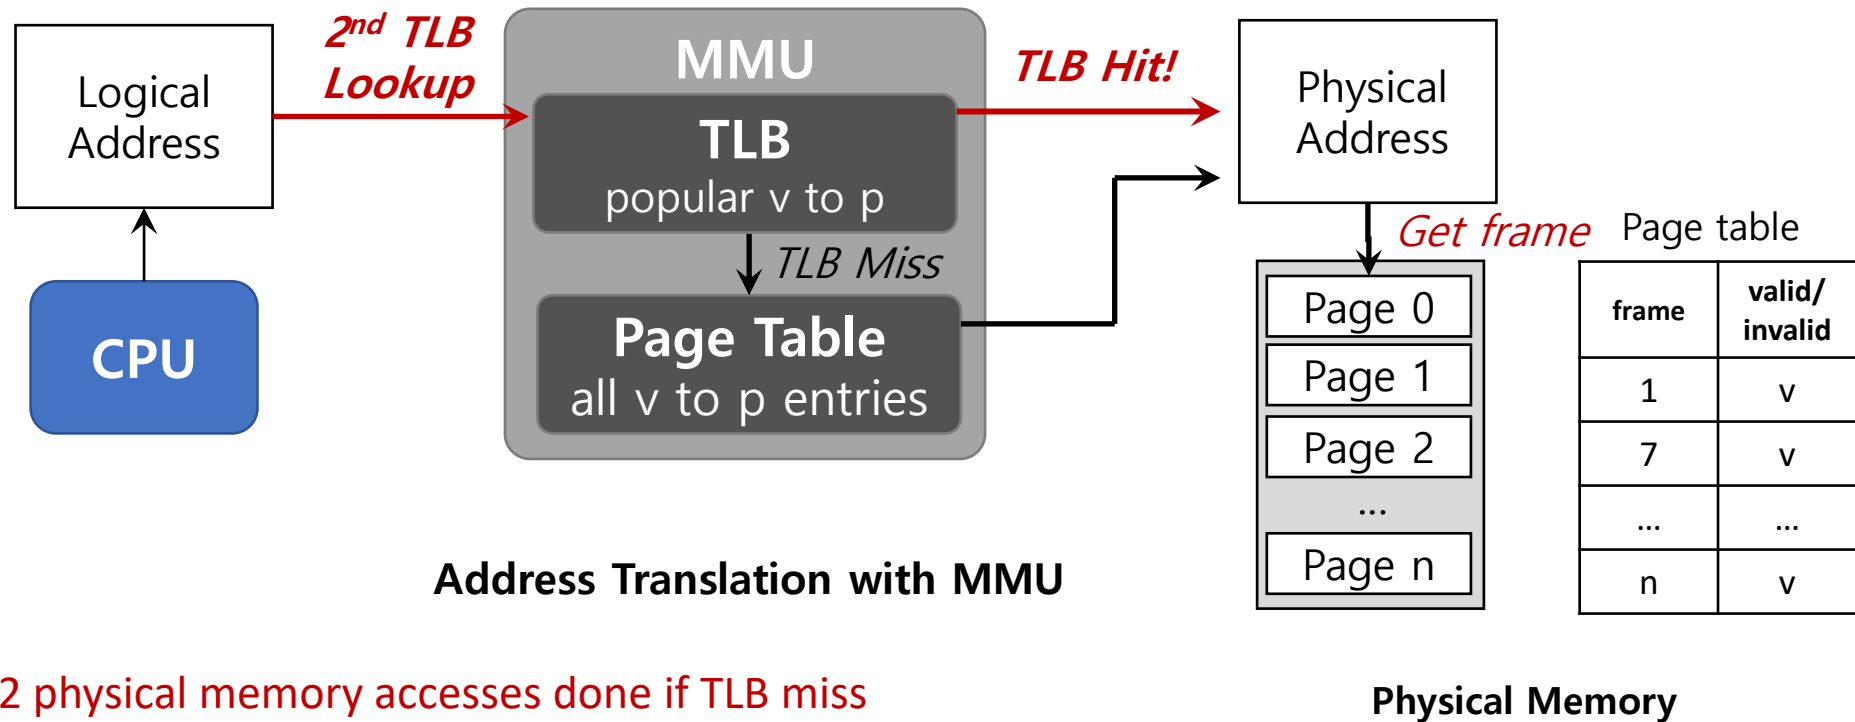 2nd TLB
Lookup
Logical
Address
CPU
MMU
TLB
popular v to p
TLB Miss
Page Table
all v to p entries
TLB Hit!
Physical
Address
Get frame
Page 0
Page 1
Page 2
...
Page n
Page table
frame
valid/
invalid
1 v
7 v
... ...
n v
Address Translation with MMU
2 physical memory accesses done if TLB miss
Physical Memory